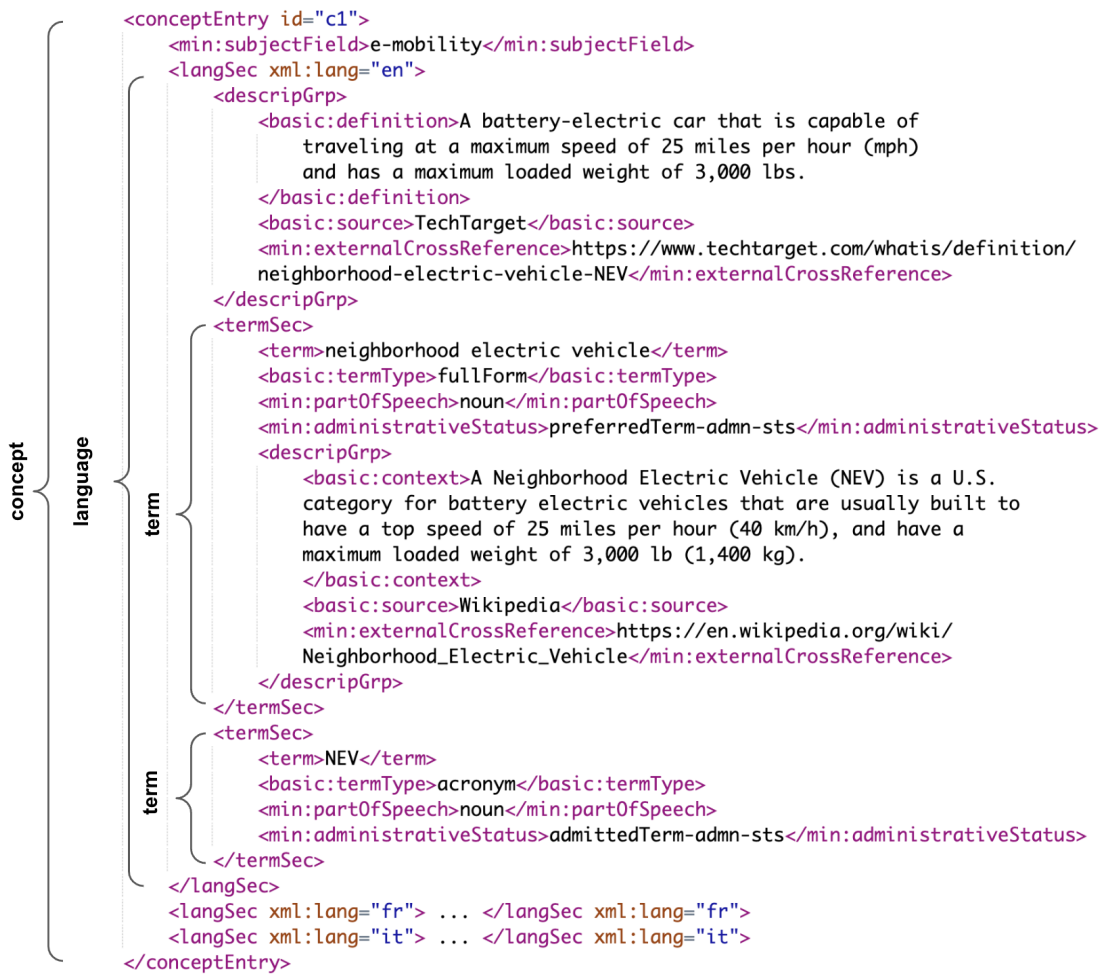 <conceptEntry id="c1">
<min:subjectField>e-mobility</min:subjectField>
<langSec xml:lang="en">
<descripGrp>
<basic:definition>A battery-electric car that is capable of
traveling at a maximum speed of 25 miles per hour (mph)
and has a maximum loaded weight of 3,000 lbs.
</basic:definition>
<basic:source>TechTarget</basic:source>
<min:externalCrossReference>https://www.techtarget.com/whatis/definition/
neighborhood-electric-vehicle-NEV</min:externalCrossReference>
</descripGrp>
<termSec>
<term>neighborhood electric vehicle</term>
<basic:termType>fullForm</basic:termType>
<min:partOfSpeech>noun</min:partOfSpeech>
<min:administrativeStatus>preferredTerm-admn-sts</min:administrativeStatus>
<descripGrp>
<basic:context>A Neighborhood Electric Vehicle (NEV) is a U.S.
category for battery electric vehicles that are usually built to
have a top speed of 25 miles per hour (40 km/h), and have a
maximum loaded weight of 3,000 lb (1,400 kg).
</basic:context>
<basic:source>Wikipedia</basic:source>
<min:externalCrossReference>https://en.wikipedia.org/wiki/
Neighborhood_Electric_Vehicle</min:externalCrossReference>
</descripGrp>
</termSec>
<termSec>
<term>NEV</term>
<basic:termType>acronym</basic:termType>
<min:partOfSpeech>noun</min:partOfSpeech>
<min:administrativeStatus>admittedTerm-admn-sts</min:administrativeStatus>
</termSec>
</langSec>
<langSec xml:lang="fr"> ... </langSec xml:lang="fr">
<langSec xml:lang="it"> ... </langSec xml:lang="it">
</conceptEntry>
concept
language
term
term